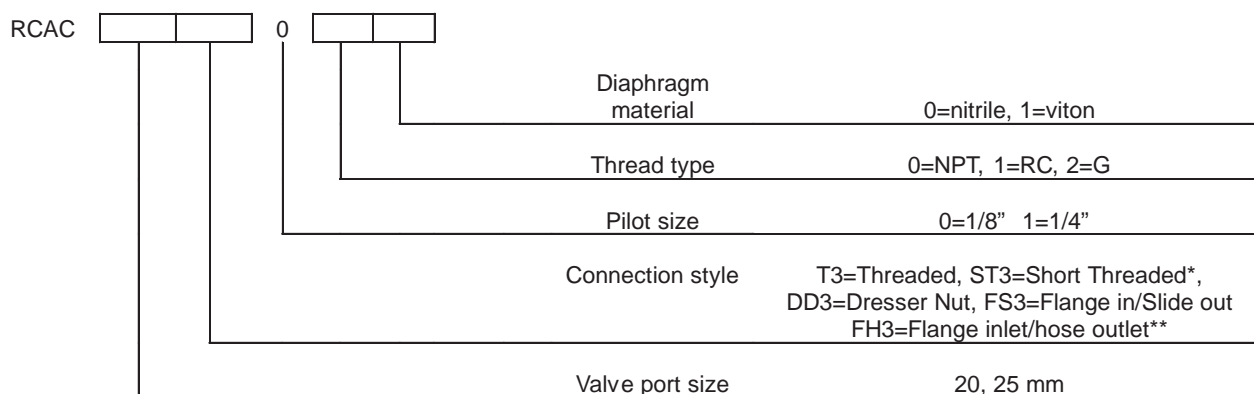 RCAC 0
Diaphragm
material 0=nitrile, 1=viton
Thread type 0=NPT, 1=RC, 2=G
Pilot size 0=1/8” 1=1/4”
Connection style T3=Threaded, ST3=Short Threaded*,
DD3=Dresser Nut, FS3=Flange in/Slide out
FH3=Flange inlet/hose outlet**
Valve port size 20, 25 mm